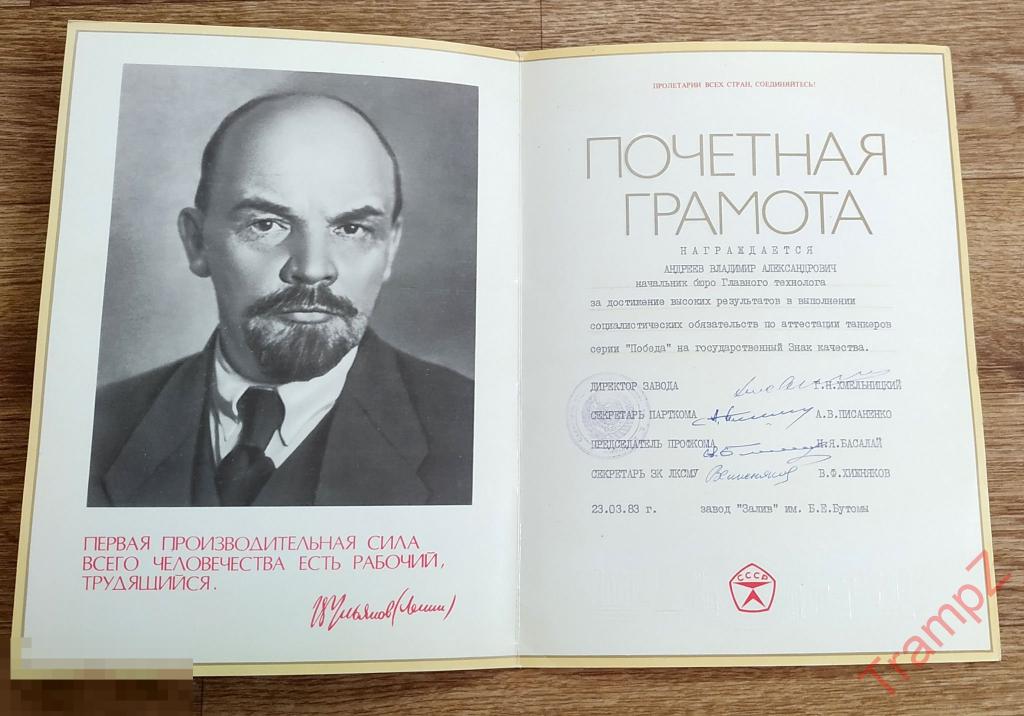 ПЕРВАЯ ПРОИЗВОДИТЕЛЬНАЯ СИЛА
ВСЕГО ЧЕЛОВЕЧЕСТВА ЕСТЬ РАБОЧИЙ,
ТРУДЯЩИЙСЯ.
В Ульянов (Ленин)
ПРОЛЕТАРИИ ВСЕХ СТРАН, СОЕДИНЯЙТЕСЬ!
ПОЧЕТНАЯ
ГРАМОТА
НАГРАЖДАЕТСЯ
АНДРЕЕВ ВЛАДИМИР АЛЕКСАНДРОВИЧ
начальник бюро Главного технолога
за достижение высоких результатов в выполнении
социалистических обязательств по аттестации танкеров
серии "Победа" на государственный Знак качества.
ДИРЕКТОР ЗАВОДА Г.Н.ХМЕЛЬНИЦКИЙ
СЕКРЕТАРЬ ПАРТКОМА А.В.ПИСАНЕНКО
ПРЕДСЕДАТЕЛЬ ПРОФКОМА Н.Я.БАСАЛАЙ
СЕКРЕТАРЬ ЗК ЛКСМУ В.Ф.ХИЖНЯКОВ
23.03.83 г. завод "Залив" им. Б.Е.Бутомы
СССР
TrampZ